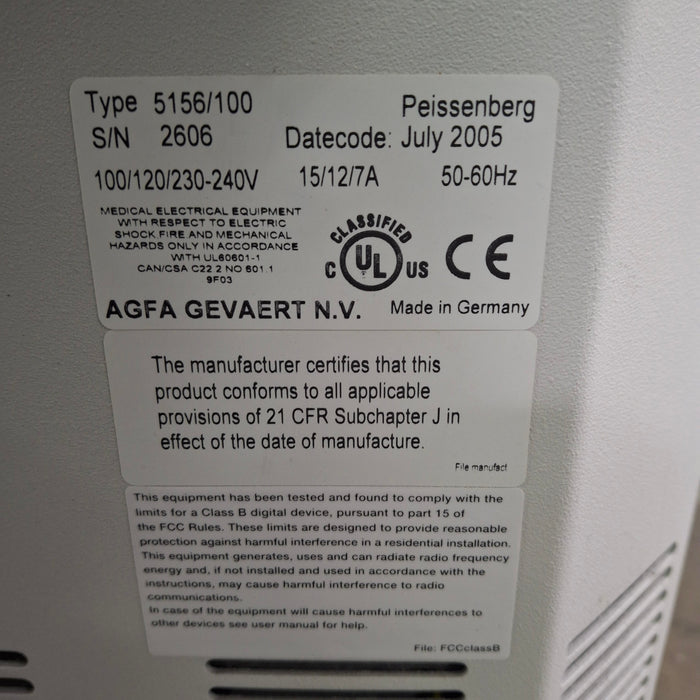 Type 5156/100 Peissenberg
S/N 2606 Datecode: July 2005
100/120/230-240V 15/12/7A 50-60Hz
MEDICAL ELECTRICAL EQUIPMENT
WITH RESPECT TO ELECTRIC
SHOCK FIRE AND MECHANICAL
HAZARDS ONLY IN ACCORDANCE
WITH UL60601-1
CAN/CSA C22 2 NO 601.1
9F03
CLASSIFIED
C UL US CE
AGFA GEVAERT N.V. Made in Germany
The manufacturer certifies that this
product conforms to all applicable
provisions of 21 CFR Subchapter J in
effect of the date of manufacture.
File manufact
This equipment has been tested and found to comply with the
limits for a Class B digital device, pursuant to part 15 of
the FCC Rules. These limits are designed to provide reasonable
protection against harmful interference in a residential installation.
This equipment generates, uses and can radiate radio frequency
energy and, if not installed and used in accordance with the
instructions, may cause harmful interference to radio
communications.
In case of the equipment will cause harmful interferences to
other devices see user manual for help.
File: FCCclassB